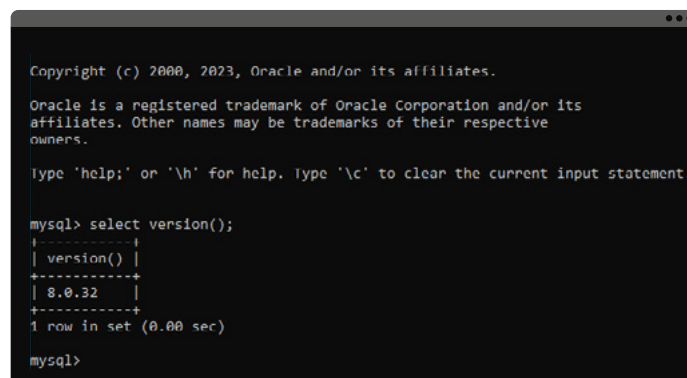 Copyright (c) 2000, 2023, Oracle and/or its affiliates.
Oracle is a registered trademark of Oracle Corporation and/or its
affiliates. Other names may be trademarks of their respective
owners.
Type 'help;' or '\h' for help. Type '\c' to clear the current input statement
mysql> select version();
+-----------+
| version() |
+-----------+
| 8.0.32    |
+-----------+
1 row in set (0.00 sec)
mysql>